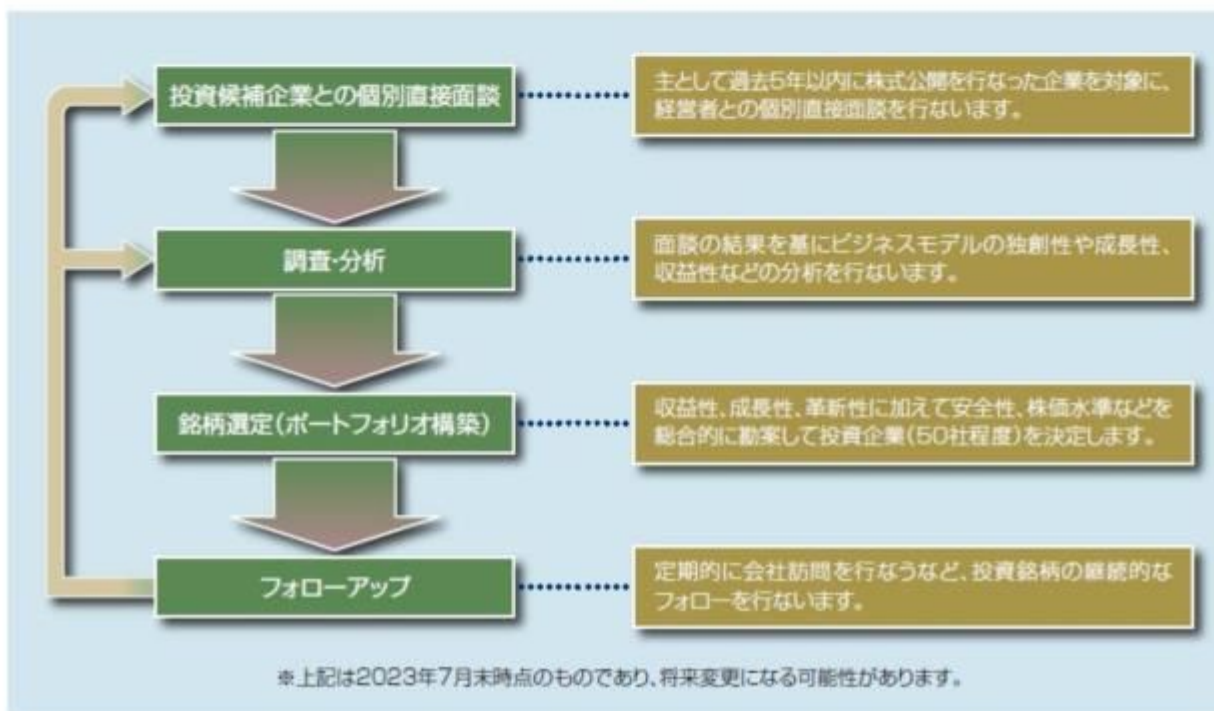 投資候補企業との個別直接面談
主として過去5年以内に株式公開を行なった企業を対象に、
経営者との個別直接面談を行ないます。
調査・分析
面談の結果を基にビジネスモデルの独創性や成長性、
収益性などの分析を行ないます。
銘柄選定(ポートフォリオ構築)
収益性、成長性、革新性に加えて安全性、株価水準などを
総合的に勘案して投資企業(50社程度)を決定します。
フォローアップ
定期的に会社訪問を行なうなど、投資銘柄の継続的な
フォローを行ないます。
※上記は2023年7月末時点のものであり、将来変更になる可能性があります。